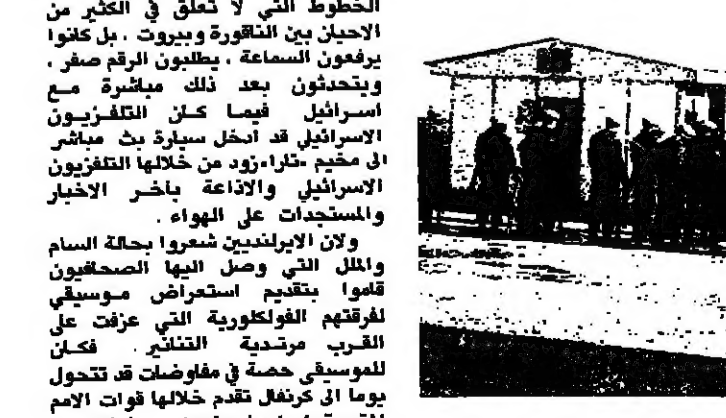 الخطوط التي لا تعلق في الكثير من
الاحيان بين الناقورة وبيروت ، بل كانوا
يرفعون السماعة ، يطلبون الرقم صفر ،
ويتحدثون بعد ذلك مباشرة مع
اسرائيل فيما كان التلفزيون
الاسرائيلي قد أدخل سيارة بث مباشر
الى مخيم «تارا» زود من خلالها التلفزيون
الاسرائيلي والاذاعة باخر الاخبار
والمستجدات على الهواء .
ولان الايرلنديين شعروا بحالة السام
والملل التي وصل اليها الصحافيون
قاموا بتقديم استعراض موسيقي
لفرقتهم الفولكلورية التي عزفت على
القرب مرتدية التنانير . فكان
للموسيقى حصة في مفاوضات قد تتحول
يوما الى كرنفال تقدم خلالها قوات الامم